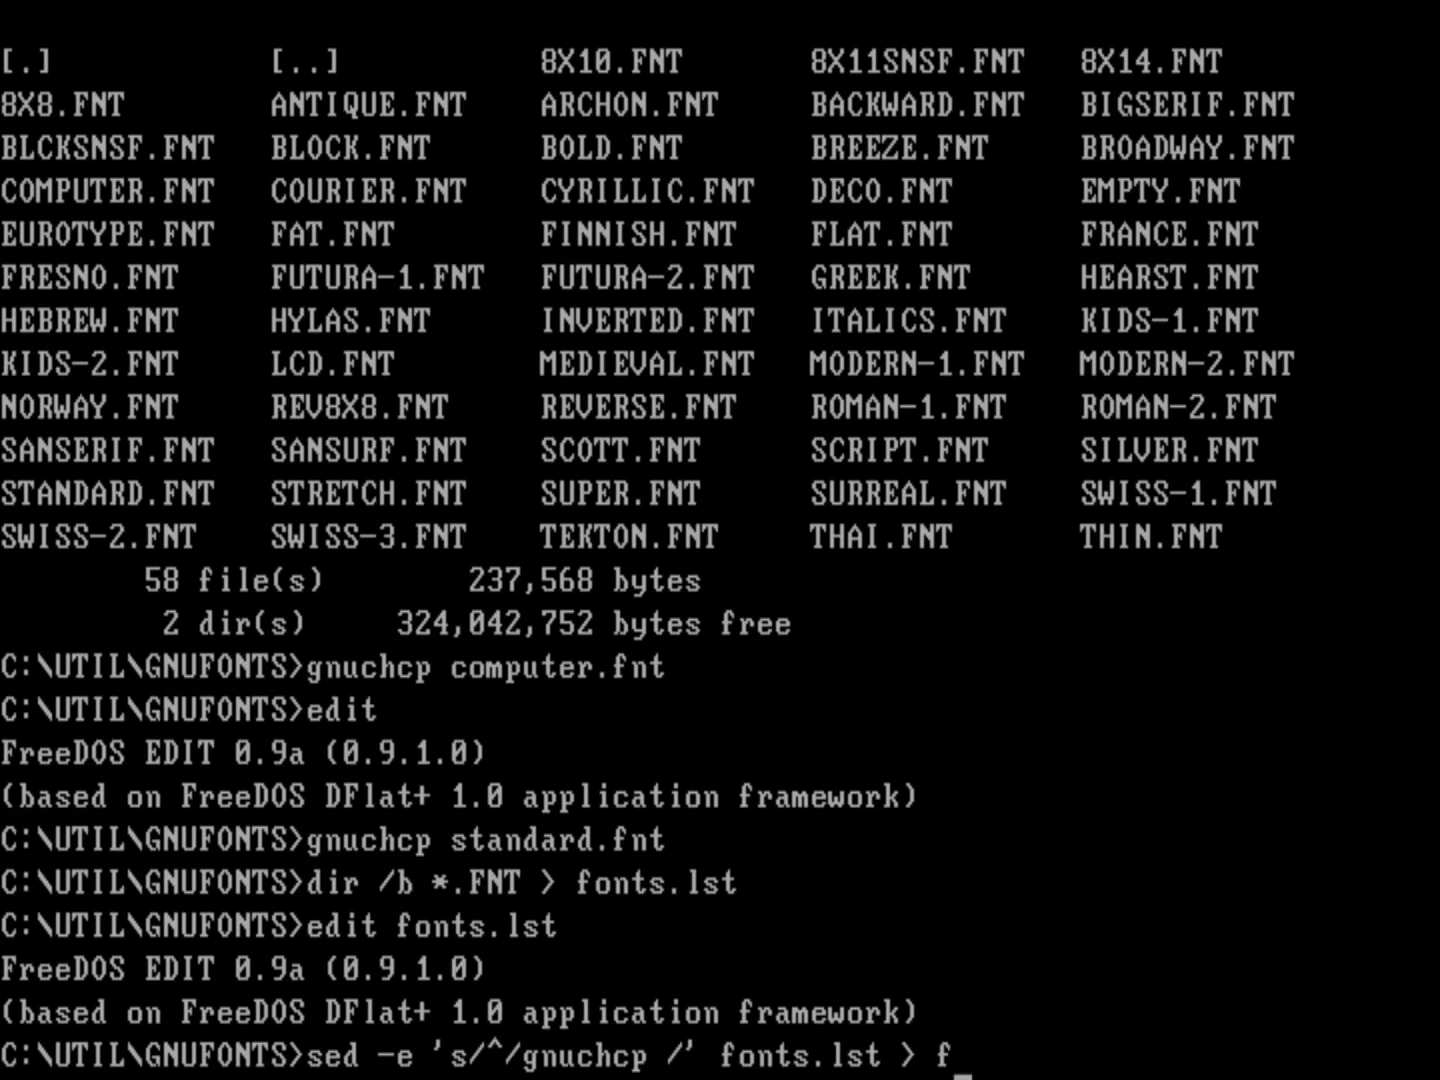 [.] [..] 8X10.FNT 8X11SNSF.FNT 8X14.FNT
8X8.FNT ANTIQUE.FNT ARCHON.FNT BACKWARD.FNT BIGSERIF.FNT
BLCKSNSF.FNT BLOCK.FNT BOLD.FNT BREEZE.FNT BROADWAY.FNT
COMPUTER.FNT COURIER.FNT CYRILLIC.FNT DECO.FNT EMPTY.FNT
EUROTYPE.FNT FAT.FNT FINNISH.FNT FLAT.FNT FRANCE.FNT
FRESNO.FNT FUTURA-1.FNT FUTURA-2.FNT GREEK.FNT HEARST.FNT
HEBREW.FNT HYLAS.FNT INVERTED.FNT ITALICS.FNT KIDS-1.FNT
KIDS-2.FNT LCD.FNT MEDIEVAL.FNT MODERN-1.FNT MODERN-2.FNT
NORWAY.FNT REV8X8.FNT REVERSE.FNT ROMAN-1.FNT ROMAN-2.FNT
SANSERIF.FNT SANSURF.FNT SCOTT.FNT SCRIPT.FNT SILVER.FNT
STANDARD.FNT STRETCH.FNT SUPER.FNT SURREAL.FNT SWISS-1.FNT
SWISS-2.FNT SWISS-3.FNT TEKTON.FNT THAI.FNT THIN.FNT
58 file(s) 237,568 bytes
2 dir(s) 324,042,752 bytes free
C:\UTIL\GNUFONTS>gnuchcp computer.fnt
C:\UTIL\GNUFONTS>edit
FreeDOS EDIT 0.9a (0.9.1.0)
(based on FreeDOS DFlat+ 1.0 application framework)
C:\UTIL\GNUFONTS>gnuchcp standard.fnt
C:\UTIL\GNUFONTS>dir /b *.FNT > fonts.lst
C:\UTIL\GNUFONTS>edit fonts.lst
FreeDOS EDIT 0.9a (0.9.1.0)
(based on FreeDOS DFlat+ 1.0 application framework)
C:\UTIL\GNUFONTS>sed -e 's/^/gnuchcp /' fonts.lst > f_